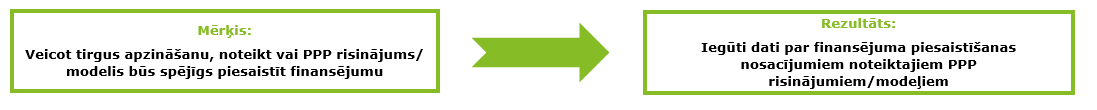 Mērķis:
Veicot tirgus apzināšanu, noteikt vai PPP risinājums/
modelis būs spējīgs piesaistīt finansējumu
Rezultāts:
Iegūti dati par finansējuma piesaistīšanas
nosacījumiem noteiktajiem PPP
risinājumiem/modeļiem